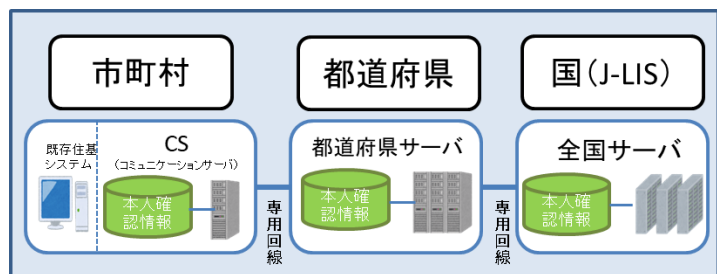 市町村
都道府県
国(J-LIS)
既存住基
システム
CS
(コミュニケーションサーバ)
本人確
認情報
専用回線
都道府県サーバ
本人確
認情報
専用回線
全国サーバ
本人確
認情報